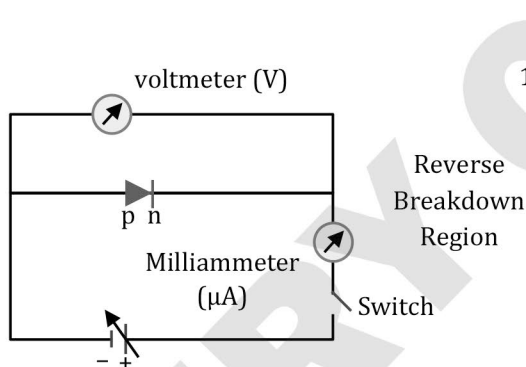 voltmeter (V)
1
Reverse
Breakdown
Region
p n
Milliammeter
(μA)
Switch
− +